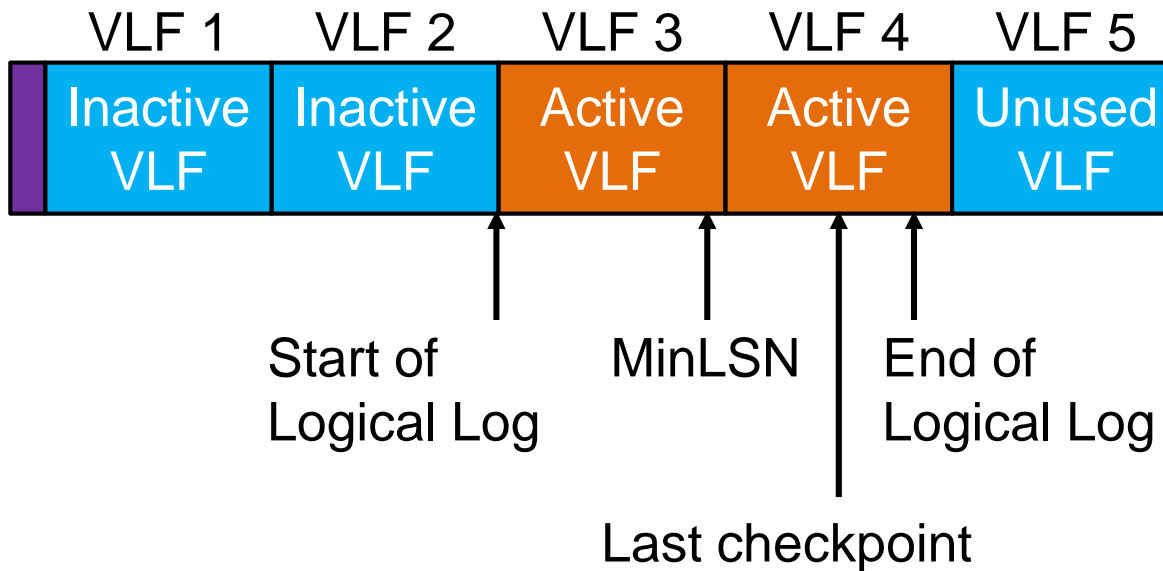 VLF 1 VLF 2 VLF 3 VLF 4 VLF 5
Inactive Inactive Active Active Unused
VLF VLF VLF VLF VLF
Start of MinLSN End of
Logical Log Logical Log
Last checkpoint